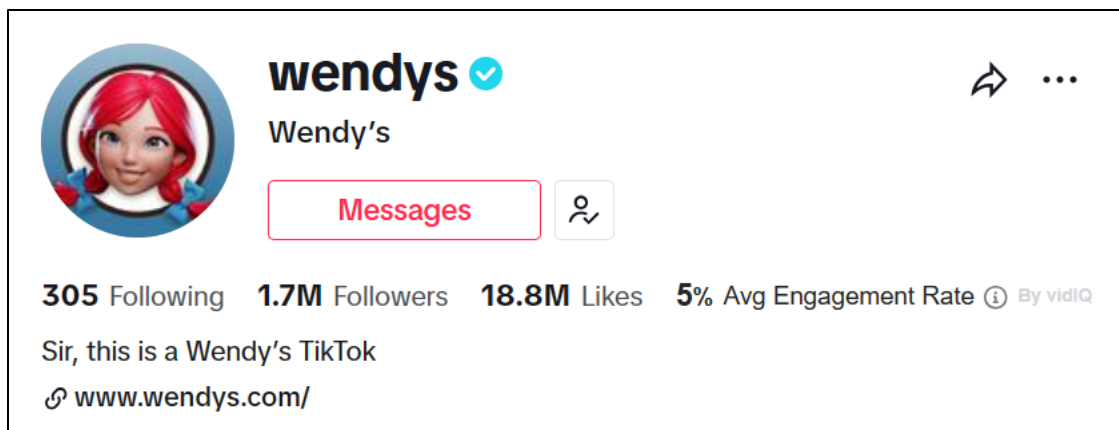 wendys
Wendy’s
Messages
305 Following 1.7M Followers 18.8M Likes 5% Avg Engagement Rate By vidIQ
Sir, this is a Wendy’s TikTok
www.wendys.com/